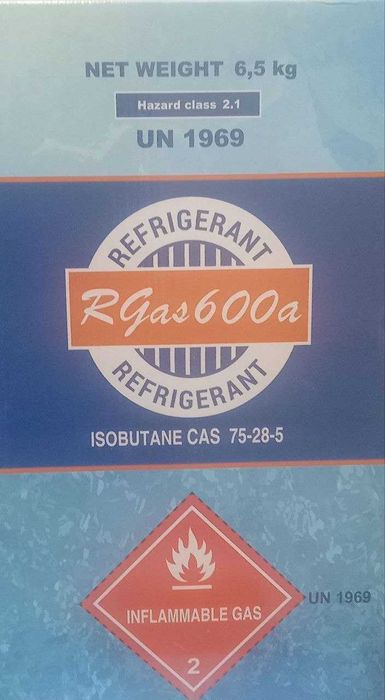 NET WEIGHT 6,5 kg
Hazard class 2.1
UN 1969
REFRIGERANT
RGas600a
REFRIGERANT
ISOBUTANE CAS 75-28-5
INFLAMMABLE GAS
UN 1969
2